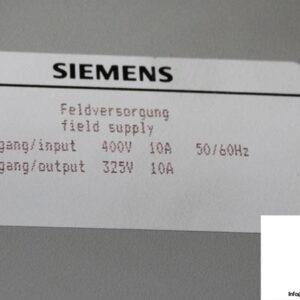 SIEMENS
Feldversorgung
field supply
gang/input 400V 10A 50/60Hz
gang/output 325V 10A